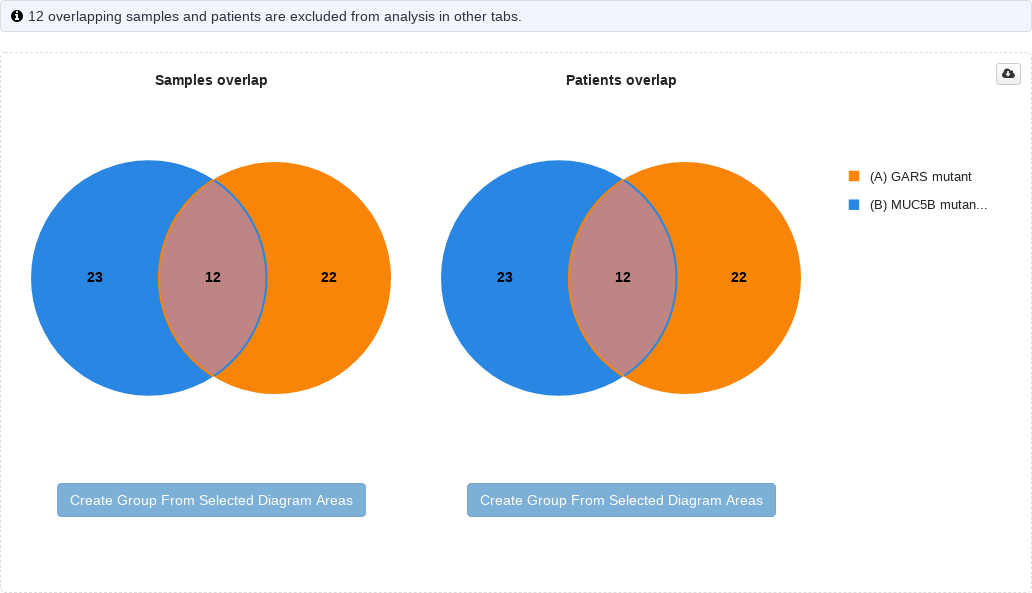 12 overlapping samples and patients are excluded from analysis in other tabs.
Samples overlap
Patients overlap
(A) GARS mutant
(B) MUC5B mutan...
23 12 22
23 12 22
Create Group From Selected Diagram Areas
Create Group From Selected Diagram Areas